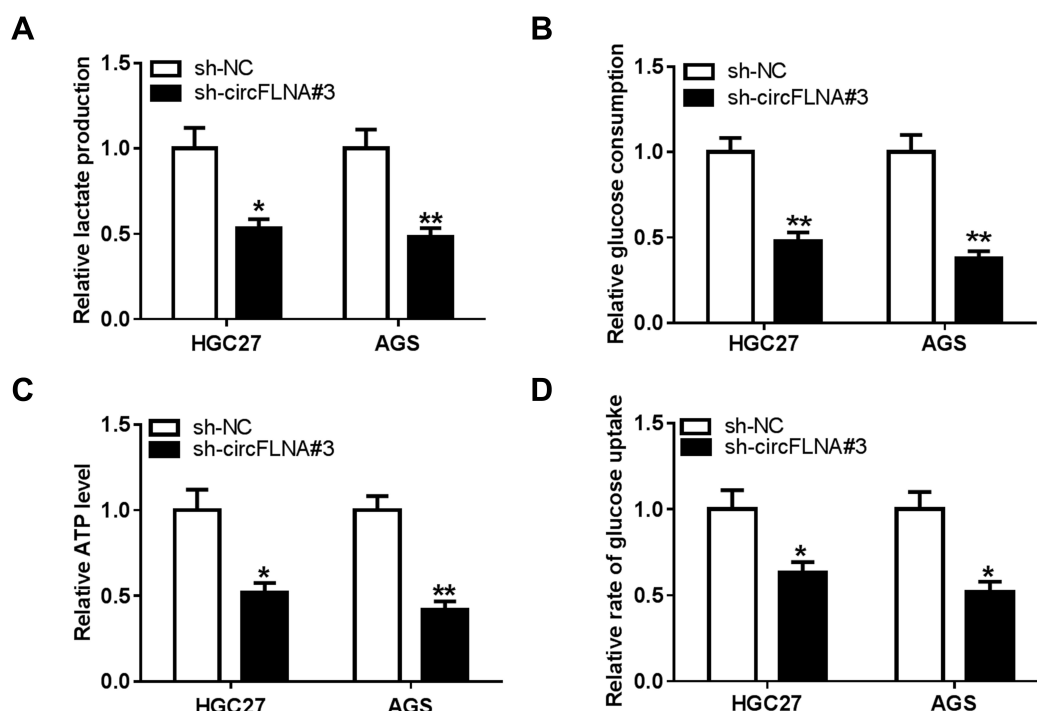 A
Relative lactate production
1.5
1.0
0.5
0.0
sh-NC
sh-circFLNA#3
*
**
HGC27
AGS
B
Relative glucose consumption
1.5
1.0
0.5
0.0
sh-NC
sh-circFLNA#3
**
**
HGC27
AGS
C
Relative ATP level
1.5
1.0
0.5
0.0
sh-NC
sh-circFLNA#3
*
**
HGC27
AGS
D
Relative rate of glucose uptake
1.5
1.0
0.5
0.0
sh-NC
sh-circFLNA#3
*
*
HGC27
AGS